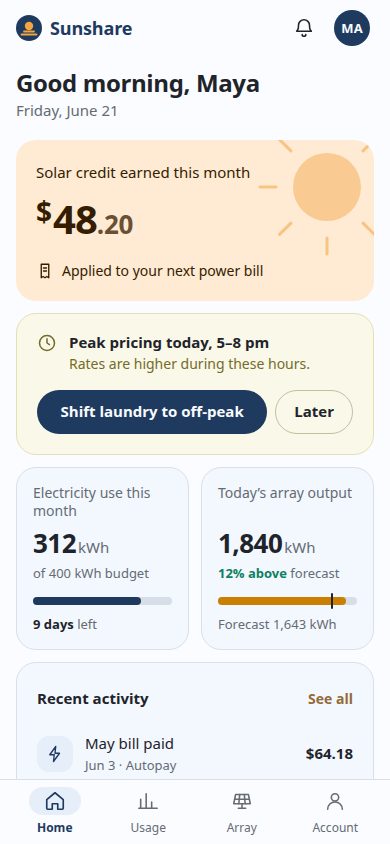 Sunshare
MA
Good morning, Maya
Friday, June 21
Solar credit earned this month
$48.20
Applied to your next power bill
Peak pricing today, 5–8 pm
Rates are higher during these hours.
Shift laundry to off-peak
Later
Electricity use this
month
312 kWh
of 400 kWh budget
9 days left
Today's array output
1,840 kWh
12% above forecast
Forecast 1,643 kWh
Recent activity
See all
May bill paid
$64.18
Jun 3 · Autopay
Home
Usage
Array
Account